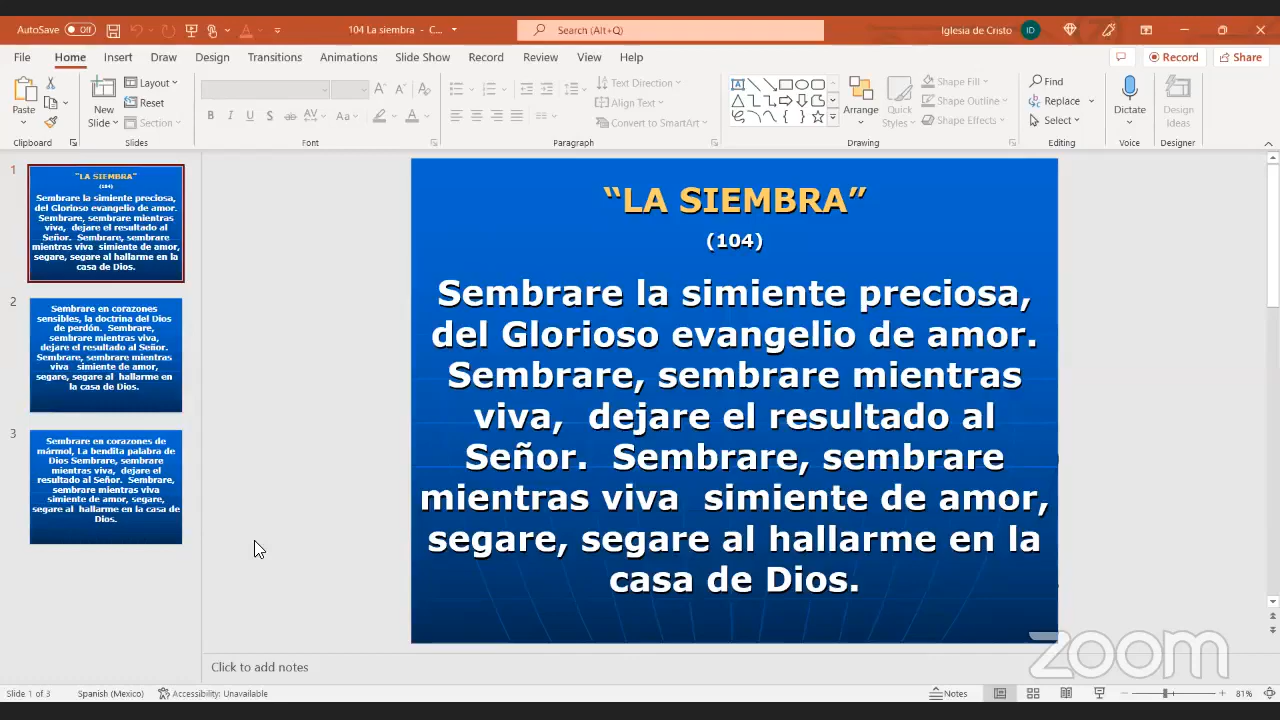 AutoSave Off
104 La siembra - C...
Search (Alt+Q)
Iglesia de Cristo ID
File Home Insert Draw Design Transitions Animations Slide Show Record Review View Help
Record Share
Paste
New Slide
Layout
Reset
Section
Text Direction
Align Text
Convert to SmartArt
Arrange
Quick Styles
Shape Fill
Shape Outline
Shape Effects
Find
Replace
Select
Dictate
Design Ideas
Clipboard Slides Font Paragraph Drawing Editing Voice Designer
1
“LA SIEMBRA”
(104)
Sembrare la simiente preciosa,
del Glorioso evangelio de amor.
Sembrare, sembrare mientras
viva, dejare el resultado al
Señor. Sembrare, sembrare
mientras viva simiente de amor,
segare, segare al hallarme en la
casa de Dios.
2
Sembrare en corazones
sensibles, la doctrina del Dios
de perdón. Sembrare,
sembrare mientras viva,
dejare el resultado al Señor.
Sembrare, sembrare mientras
viva simiente de amor,
segare, segare al hallarme en
la casa de Dios.
3
Sembrare en corazones de
mármol, La bendita palabra de
Dios Sembrare, sembrare
mientras viva, dejare el
resultado al Señor. Sembrare,
sembrare mientras viva
simiente de amor, segare,
segare al hallarme en la casa de
Dios.
“LA SIEMBRA”
(104)
Sembrare la simiente preciosa,
del Glorioso evangelio de amor.
Sembrare, sembrare mientras
viva, dejare el resultado al
Señor. Sembrare, sembrare
mientras viva simiente de amor,
segare, segare al hallarme en la
casa de Dios.
zoom
Click to add notes
Slide 1 of 3 Spanish (Mexico) Accessibility: Unavailable Notes 81%